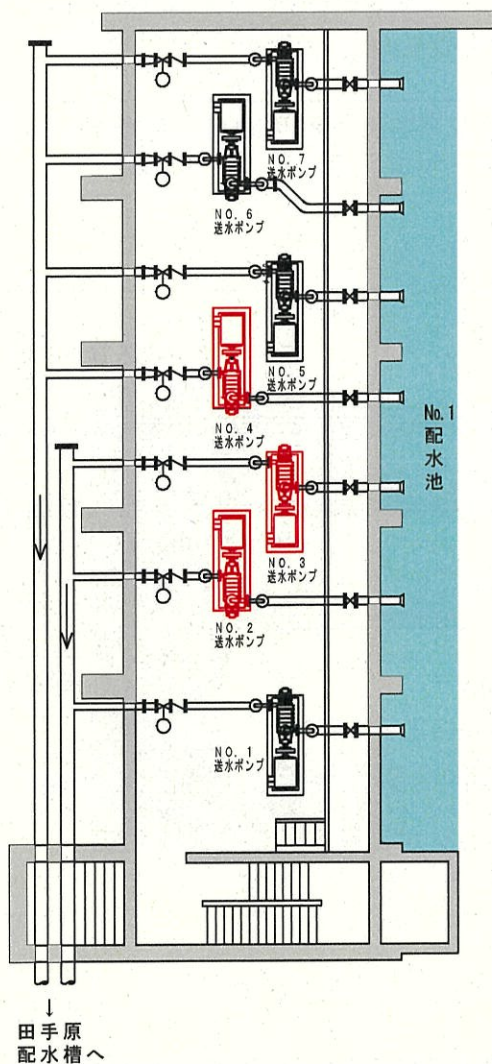 NO. 7
送水ポンプ
NO. 6
送水ポンプ
NO. 5
送水ポンプ
NO. 4
送水ポンプ
No.1
配水池
NO. 3
送水ポンプ
NO. 2
送水ポンプ
NO. 1
送水ポンプ
↓
田手原
配水槽へ